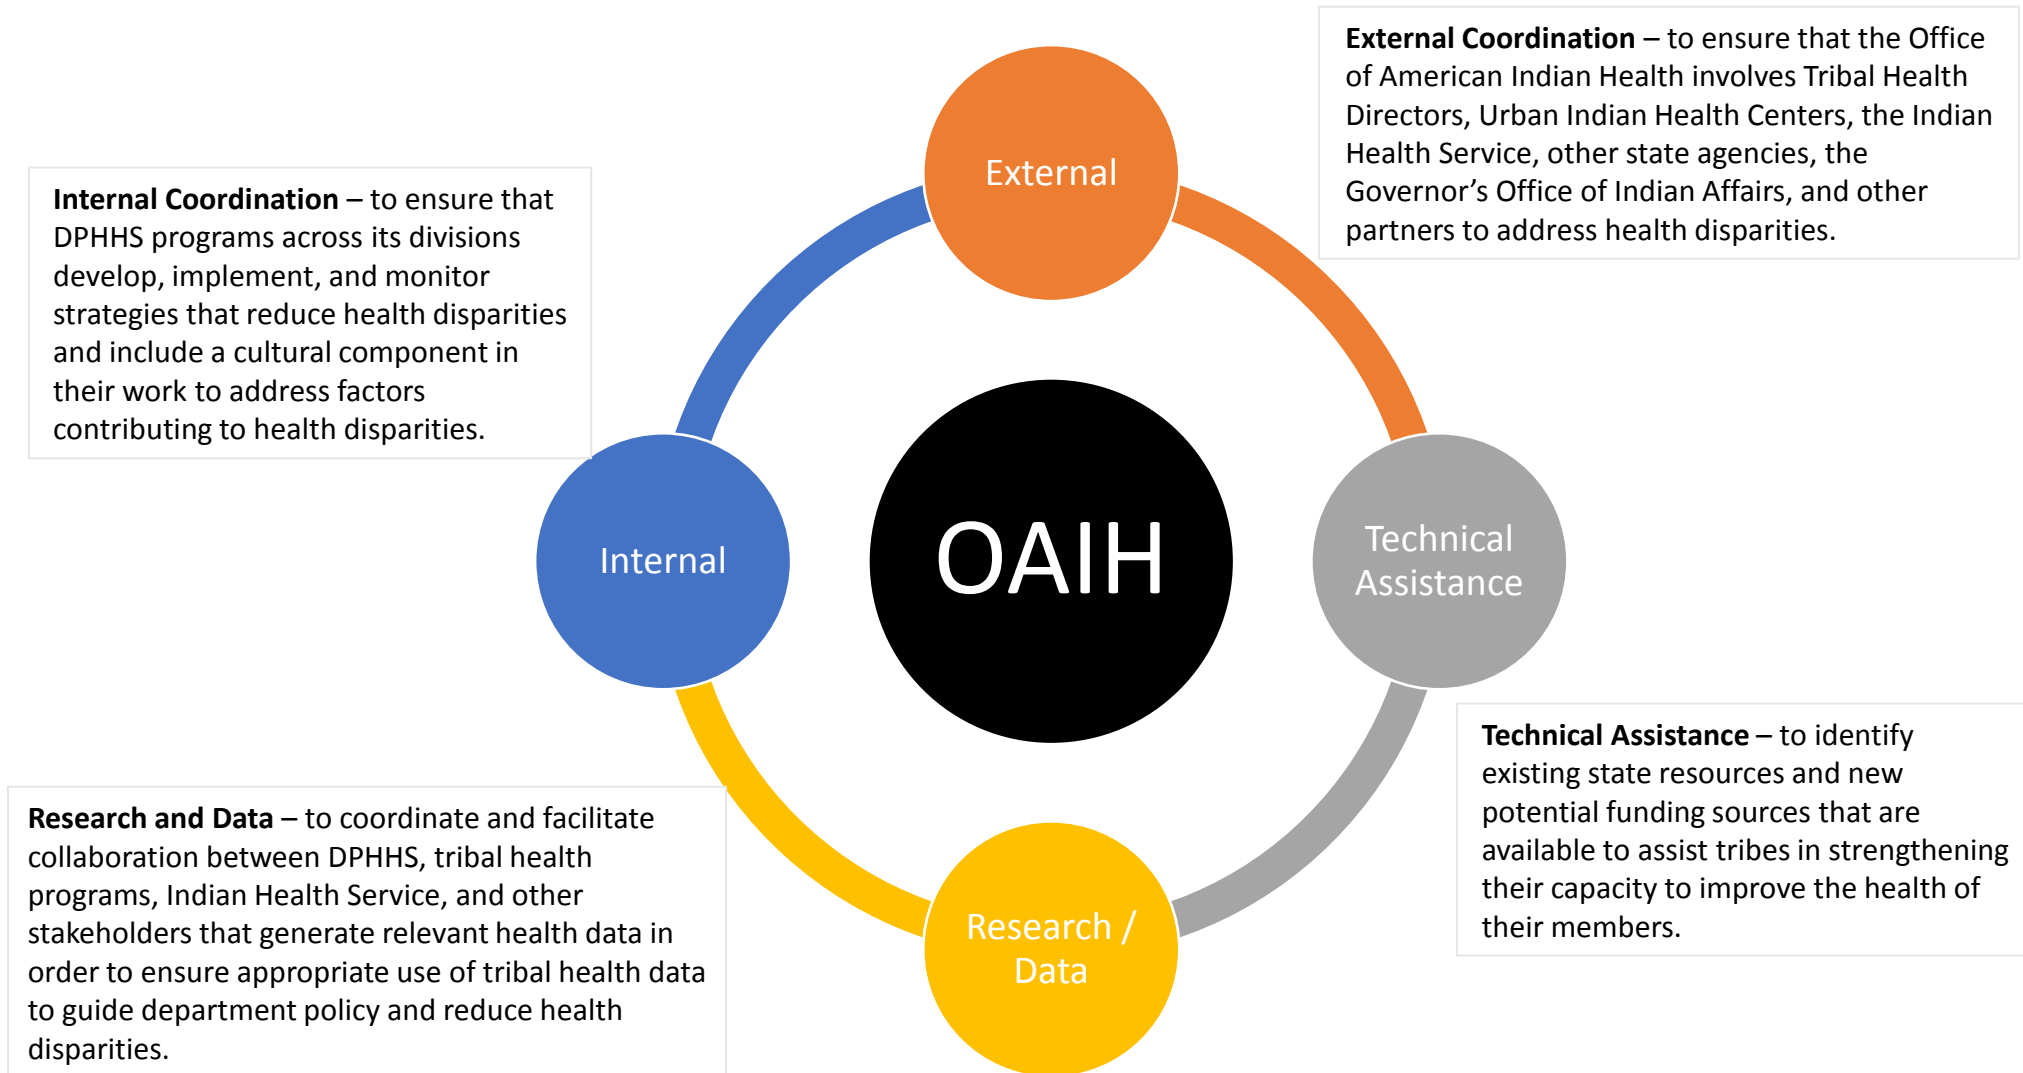 External Coordination – to ensure that the Office
of American Indian Health involves Tribal Health
Directors, Urban Indian Health Centers, the Indian
Health Service, other state agencies, the
Governor’s Office of Indian Affairs, and other
partners to address health disparities.
External
Internal Coordination – to ensure that
DPHHS programs across its divisions
develop, implement, and monitor
strategies that reduce health disparities
and include a cultural component in
their work to address factors
contributing to health disparities.
Internal
OAIH
Technical
Assistance
Technical Assistance – to identify
existing state resources and new
potential funding sources that are
available to assist tribes in strengthening
their capacity to improve the health of
their members.
Research and Data – to coordinate and facilitate
collaboration between DPHHS, tribal health
programs, Indian Health Service, and other
stakeholders that generate relevant health data in
order to ensure appropriate use of tribal health data
to guide department policy and reduce health
disparities.
Research /
Data